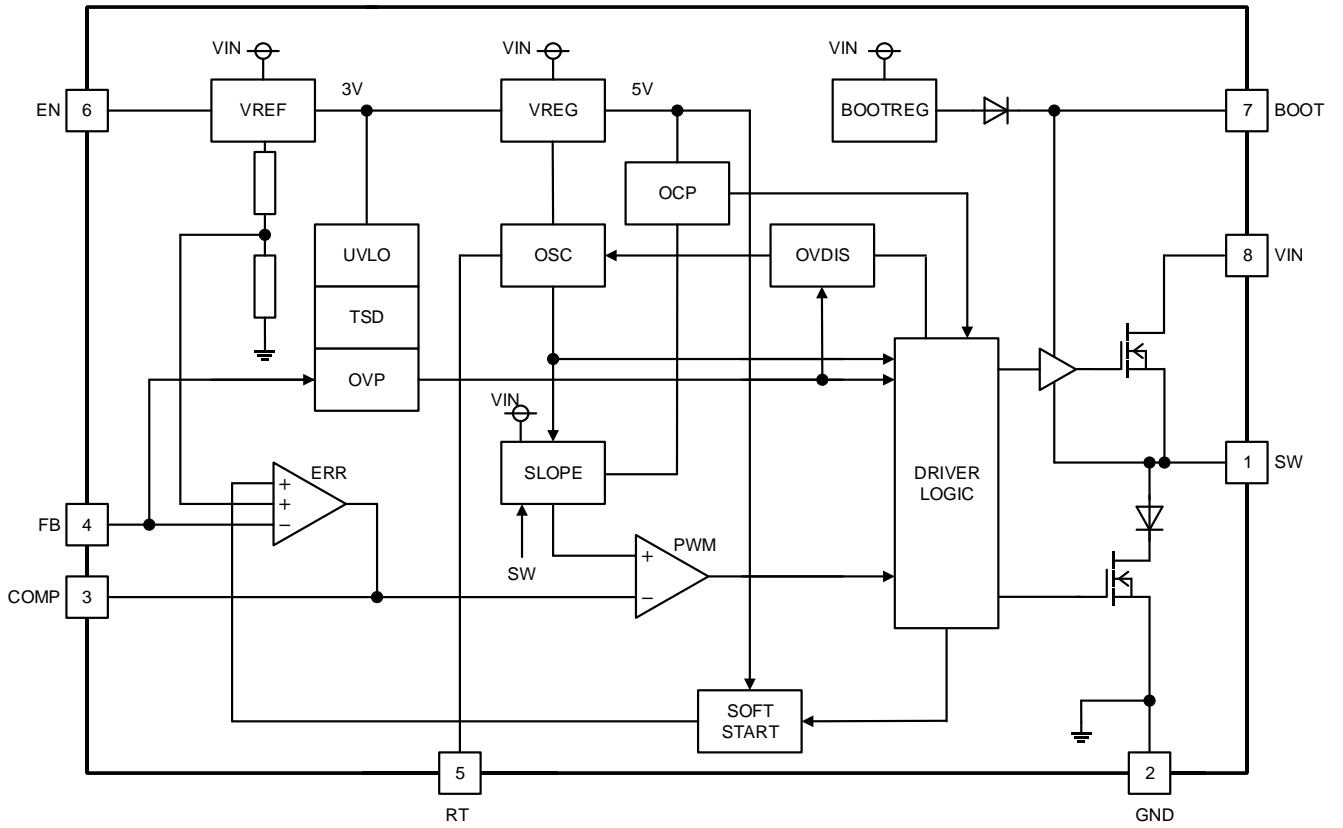 VIN
VIN
VIN
EN
6
VREF
3V
VREG
5V
BOOTREG
7
BOOT
OCP
UVLO
OSC
OVDIS
8
VIN
TSD
OVP
VIN
SLOPE
DRIVER
LOGIC
1
SW
ERR
+
+
−
FB
4
SW
PWM
+
−
COMP
3
SOFT
START
5
RT
2
GND